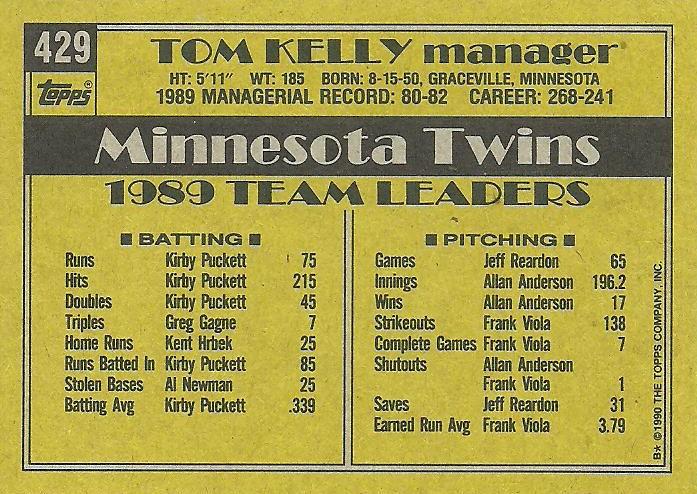 429
Topps®
TOM KELLY manager
HT: 5'11" WT: 185 BORN: 8-15-50, GRACEVILLE, MINNESOTA
1989 MANAGERIAL RECORD: 80-82 CAREER: 268-241
Minnesota Twins
1989 TEAM LEADERS
BATTING
Runs Kirby Puckett 75
Hits Kirby Puckett 215
Doubles Kirby Puckett 45
Triples Greg Gagne 7
Home Runs Kent Hrbek 25
Runs Batted In Kirby Puckett 85
Stolen Bases Al Newman 25
Batting Avg Kirby Puckett .339
PITCHING
Games Jeff Reardon 65
Innings Allan Anderson 196.2
Wins Allan Anderson 17
Strikeouts Frank Viola 138
Complete Games Frank Viola 7
Shutouts Allan Anderson
Frank Viola 1
Saves Jeff Reardon 31
Earned Run Avg Frank Viola 3.79
B* ©1990 THE TOPPS COMPANY, INC.